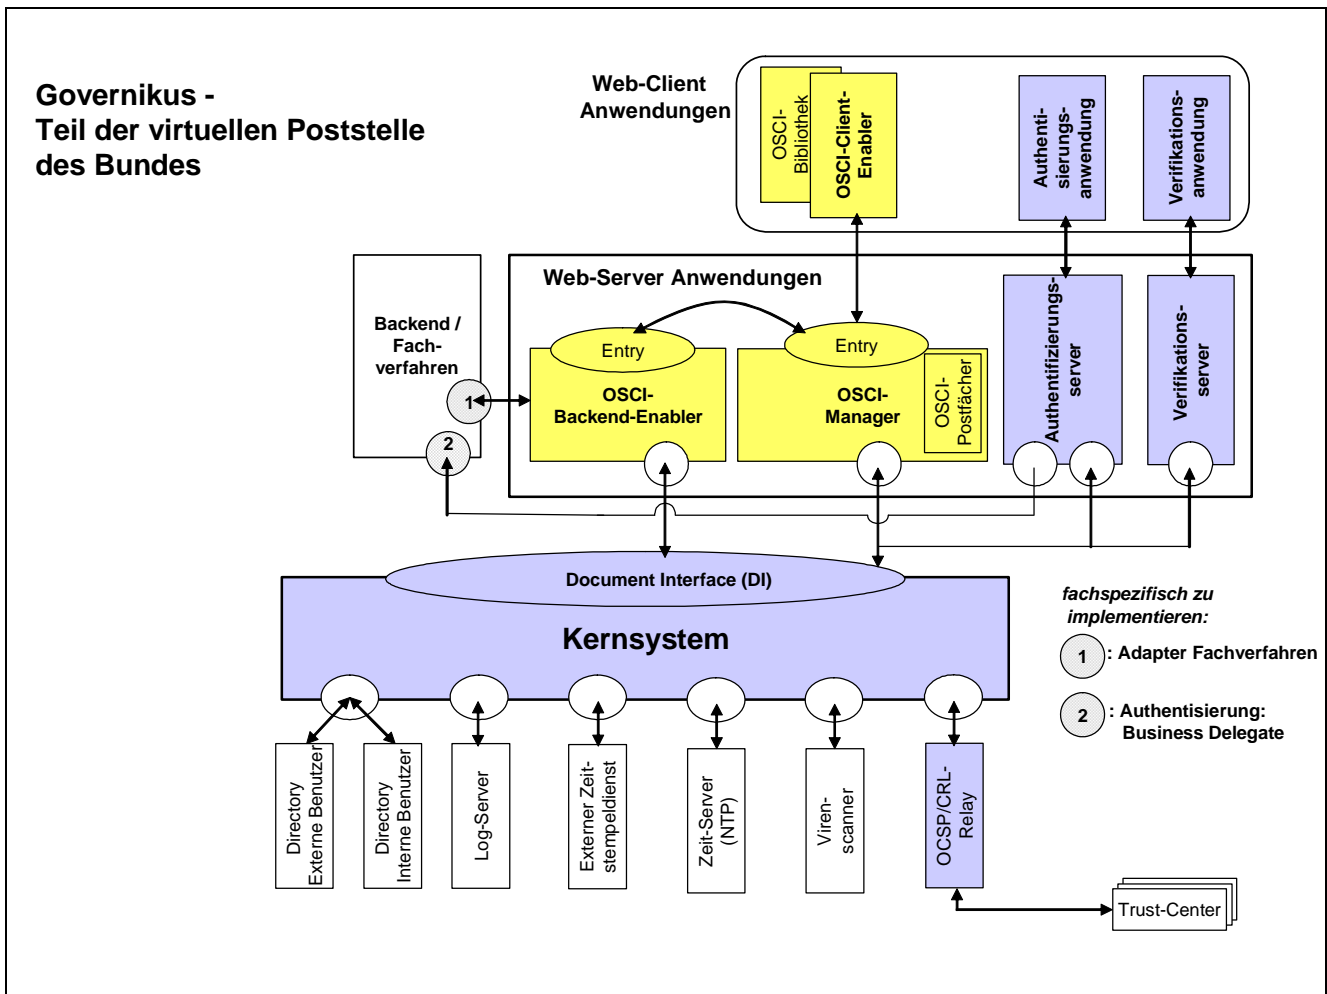 Governikus -
Teil der virtuellen Poststelle
des Bundes
Web-Client
Anwendungen
OSCI-
Bibliothek
OSCI-Client-
Enabler
Authenti-
sierungs-
anwendung
Verifikations-
anwendung
Web-Server Anwendungen
Backend /
Fach-
verfahren
1
2
Entry
OSCI-
Backend-Enabler
Entry
OSCI-
Manager
OSCI-
Postfächer
Authentifizierungs-
server
Verifikations-
server
Document Interface (DI)
Kernsystem
fachspezifisch zu
implementieren:
1
: Adapter Fachverfahren
2
: Authentisierung:
Business Delegate
Directory
Externe Benutzer
Directory
Interne Benutzer
Log-Server
Externer Zeit-
stempeldienst
Zeit-Server
(NTP)
Viren-
scanner
OCSP/CRL-
Relay
Trust-Center